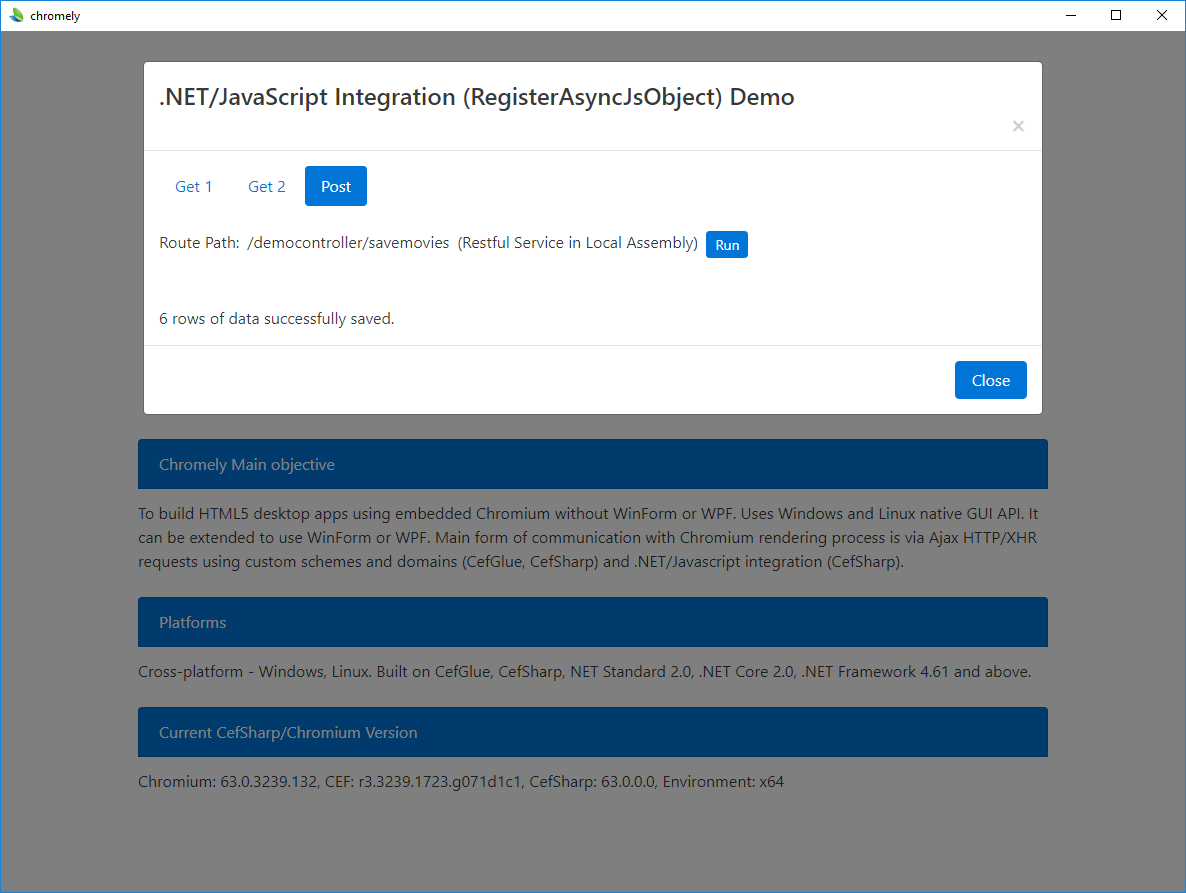 chromely
.NET/JavaScript Integration (RegisterAsyncJsObject) Demo
×
Get 1 Get 2 Post
Route Path: /democontroller/savemovies (Restful Service in Local Assembly) Run
6 rows of data successfully saved.
Close
Chromely Main objective
To build HTML5 desktop apps using embedded Chromium without WinForm or WPF. Uses Windows and Linux native GUI API. It
can be extended to use WinForm or WPF. Main form of communication with Chromium rendering process is via Ajax HTTP/XHR
requests using custom schemes and domains (CefGlue, CefSharp) and .NET/Javascript integration (CefSharp).
Platforms
Cross-platform - Windows, Linux. Built on CefGlue, CefSharp, NET Standard 2.0, .NET Core 2.0, .NET Framework 4.61 and above.
Current CefSharp/Chromium Version
Chromium: 63.0.3239.132, CEF: r3.3239.1723.g071d1c1, CefSharp: 63.0.0.0, Environment: x64